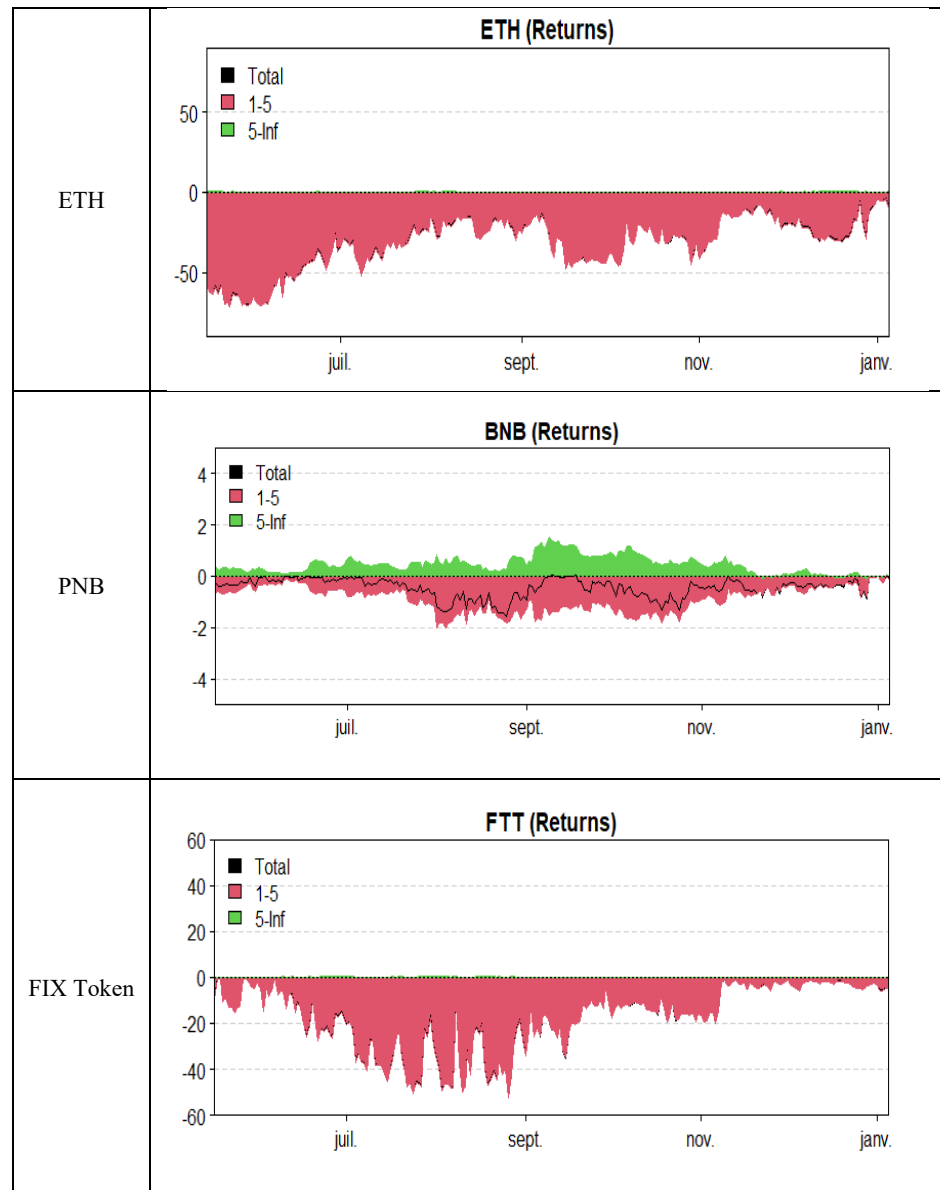 ETH
ETH (Returns)
Total
1-5
5-Inf
50
0
-50
juil.
sept.
nov.
janv.
PNB
BNB (Returns)
Total
1-5
5-Inf
4
2
0
-2
-4
juil.
sept.
nov.
janv.
FIX Token
FTT (Returns)
Total
1-5
5-Inf
60
40
20
0
-20
-40
-60
juil.
sept.
nov.
janv.